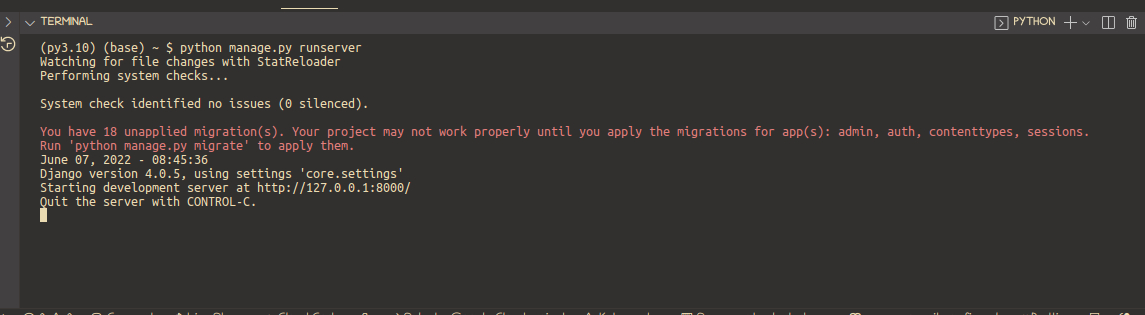 TERMINAL
PYTHON
(py3.10) (base) ~ $ python manage.py runserver
Watching for file changes with StatReloader
Performing system checks...
System check identified no issues (0 silenced).
You have 18 unapplied migration(s). Your project may not work properly until you apply the migrations for app(s): admin, auth, contenttypes, sessions.
Run 'python manage.py migrate' to apply them.
June 07, 2022 - 08:45:36
Django version 4.0.5, using settings 'core.settings'
Starting development server at http://127.0.0.1:8000/
Quit the server with CONTROL-C.